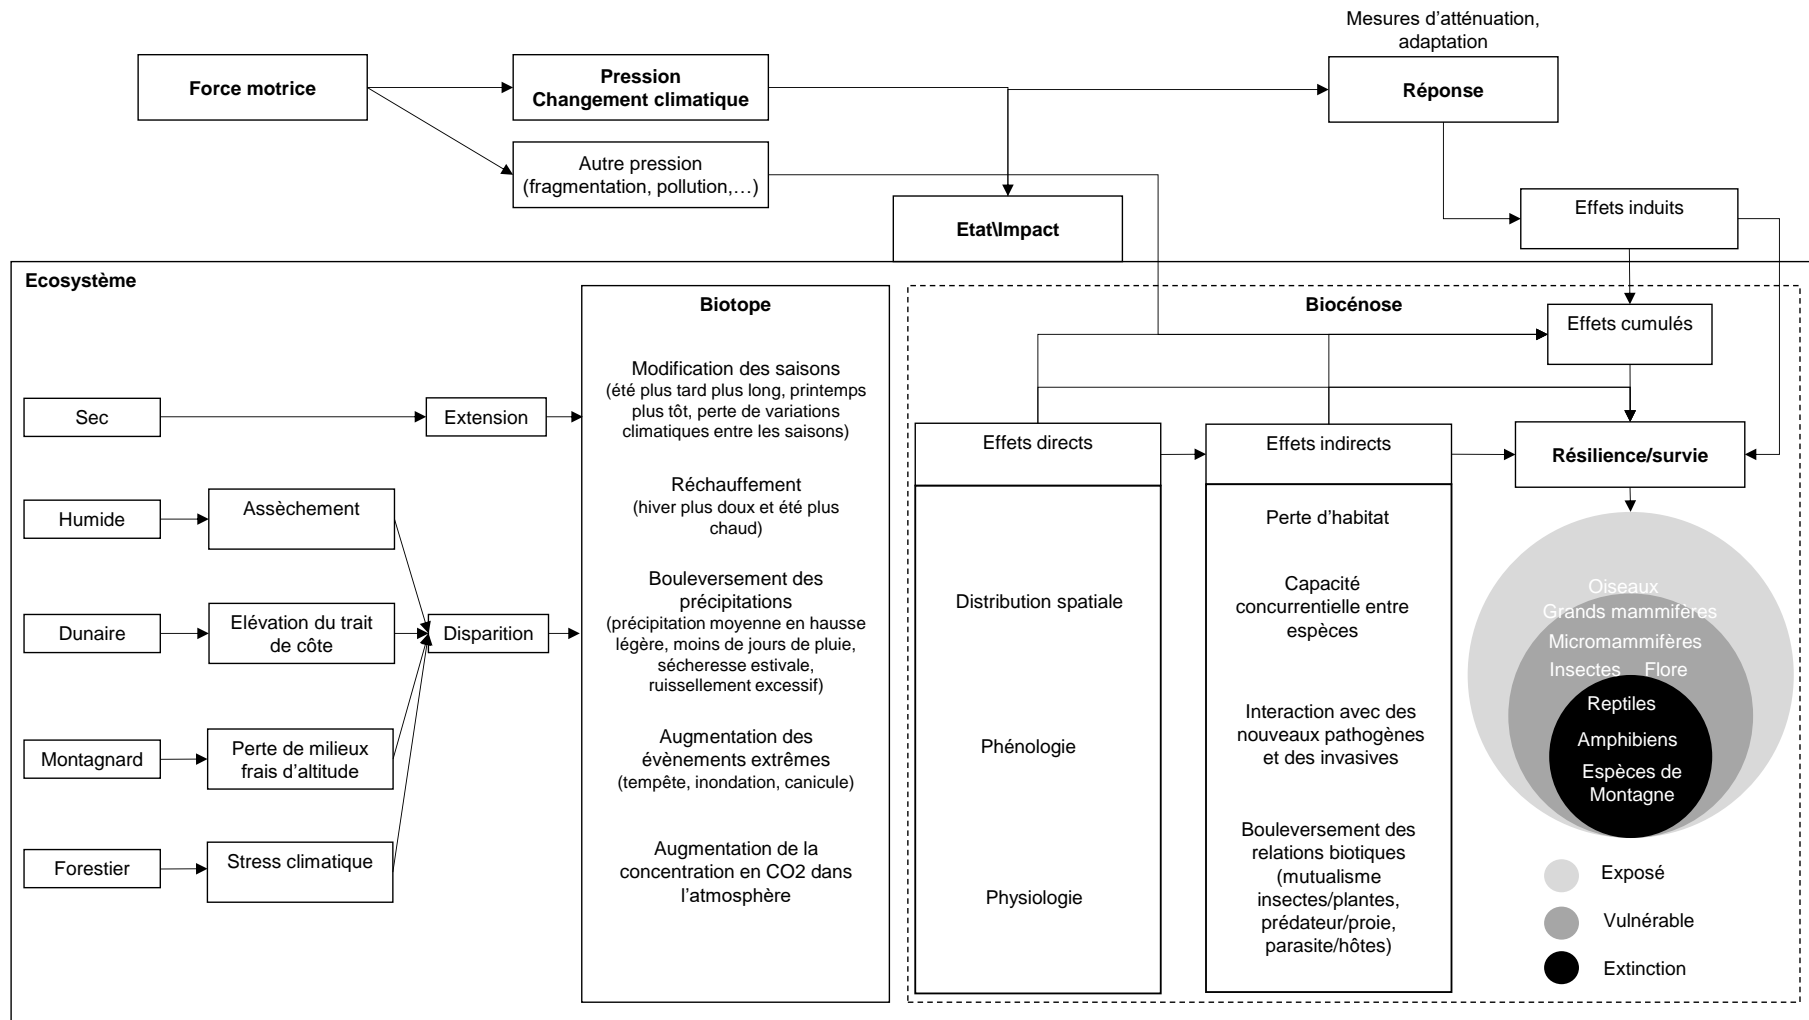 Mesures d'atténuation,
adaptation
Force motrice
Pression
Changement climatique
Réponse
Autre pression
(fragmentation, pollution,…)
Effets induits
Etat\Impact
Ecosystème
Biotope
Biocénose
Effets cumulés
Modification des saisons
(été plus tard plus long, printemps
plus tôt, perte de variations
climatiques entre les saisons)
Sec
Extension
Effets directs
Effets indirects
Résilience/survie
Réchauffement
(hiver plus doux et été plus
chaud)
Humide
Assèchement
Perte d'habitat
Bouleversement des
précipitations
(précipitation moyenne en hausse
légère, moins de jours de pluie,
sécheresse estivale,
ruissellement excessif)
Dunaire
Elévation du trait
de côte
Disparition
Distribution spatiale
Capacité
concurrentielle entre
espèces
Oiseaux
Grands mammifères
Micromammifères
Insectes Flore
Reptiles
Amphibiens
Espèces de
Montagne
Montagnard
Perte de milieux
frais d'altitude
Augmentation des
évènements extrêmes
(tempête, inondation, canicule)
Phénologie
Interaction avec des
nouveaux pathogènes
et des invasives
Forestier
Stress climatique
Augmentation de la
concentration en CO2 dans
l'atmosphère
Physiologie
Bouleversement des
relations biotiques
(mutualisme
insectes/plantes,
prédateur/proie,
parasite/hôtes)
Exposé
Vulnérable
Extinction